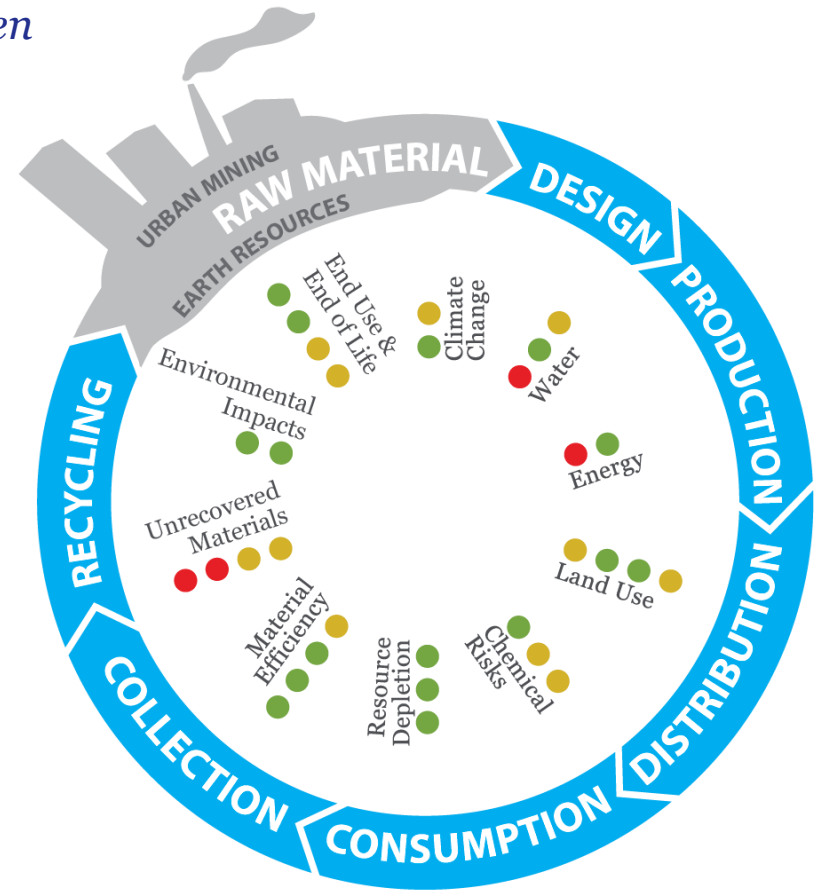 en
URBAN MINING
RAW MATERIAL
EARTH RESOURCES
DESIGN
PRODUCTION
DISTRIBUTION
CONSUMPTION
COLLECTION
RECYCLING
Climate
Change
Water
Energy
Land Use
Chemical
Risks
Resource
Depletion
Material
Efficiency
Unrecovered
Materials
Environmental
Impacts
End Use &
End of Life